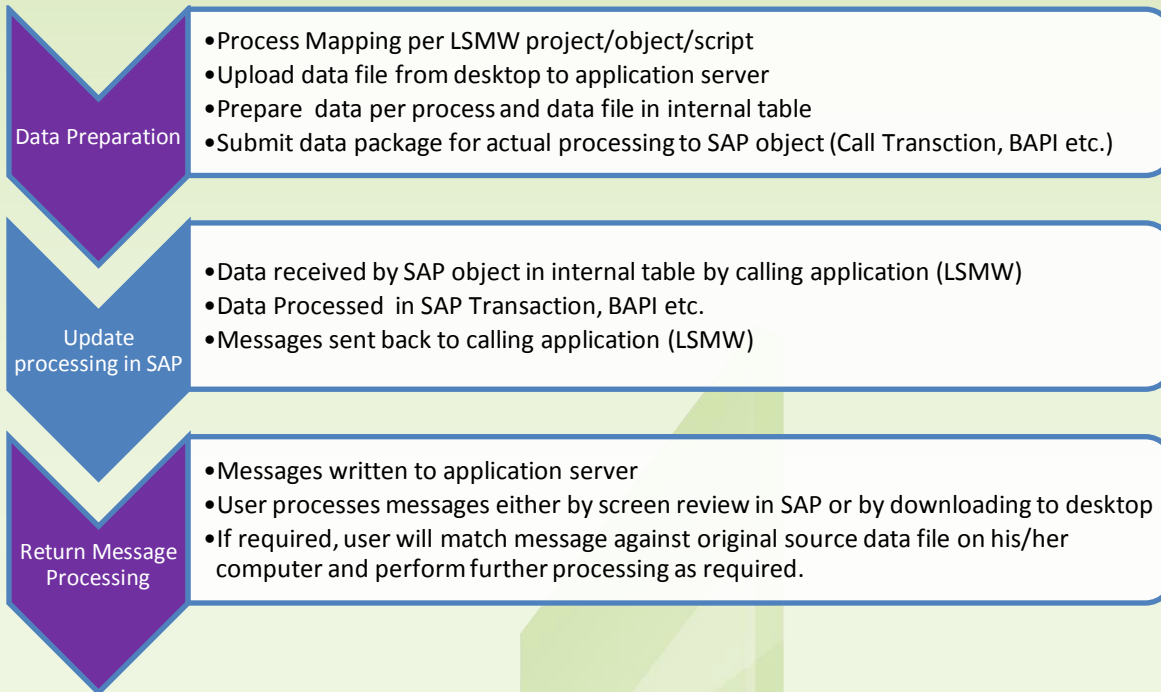 Data Preparation
•Process Mapping per LSMW project/object/script
•Upload data file from desktop to application server
•Prepare data per process and data file in internal table
•Submit data package for actual processing to SAP object (Call Transction, BAPI etc.)
Update
processing in SAP
•Data received by SAP object in internal table by calling application (LSMW)
•Data Processed in SAP Transaction, BAPI etc.
•Messages sent back to calling application (LSMW)
Return Message
Processing
•Messages written to application server
•User processes messages either by screen review in SAP or by downloading to desktop
•If required, user will match message against original source data file on his/her
computer and perform further processing as required.